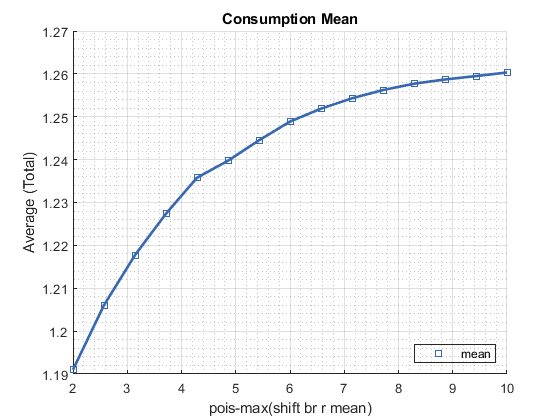 Consumption Mean
1.27
1.26
1.25
1.24
1.23
1.22
1.21
1.2
1.19
Average (Total)
2 3 4 5 6 7 8 9 10
pois-max(shift br r mean)
mean